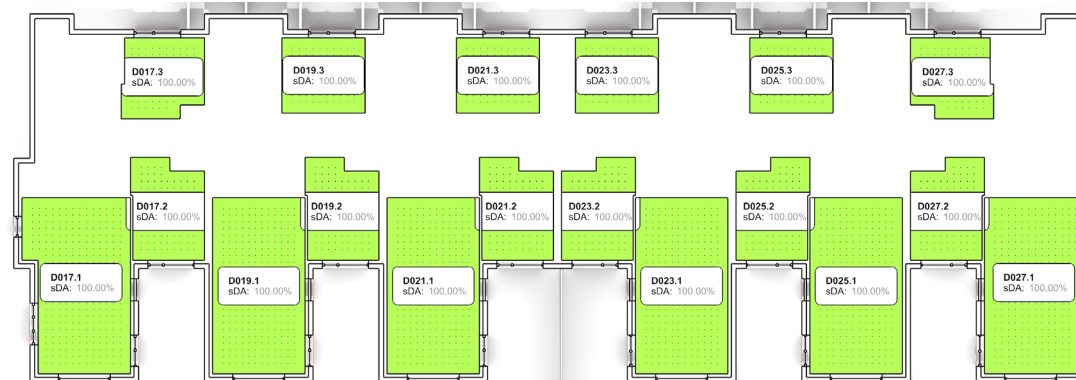 D017.3
sDA: 100.00%
D019.3
sDA: 100.00%
D021.3
sDA: 100.00%
D023.3
sDA: 100.00%
D025.3
sDA: 100.00%
D027.3
sDA: 100.00%
D017.2
sDA: 100.00%
D019.2
sDA: 100.00%
D021.2
sDA: 100.00%
D023.2
sDA: 100.00%
D025.2
sDA: 100.00%
D027.2
sDA: 100.00%
D017.1
sDA: 100.00%
D019.1
sDA: 100.00%
D021.1
sDA: 100.00%
D023.1
sDA: 100.00%
D025.1
sDA: 100.00%
D027.1
sDA: 100.00%